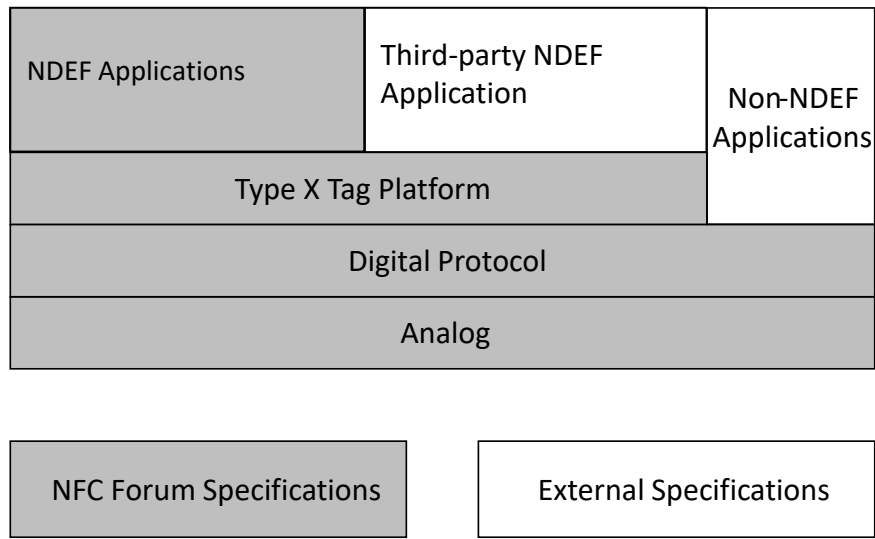 NDEF Applications
Third-party NDEF
Application
Non-NDEF
Applications
Type X Tag Platform
Digital Protocol
Analog
NFC Forum Specifications
External Specifications